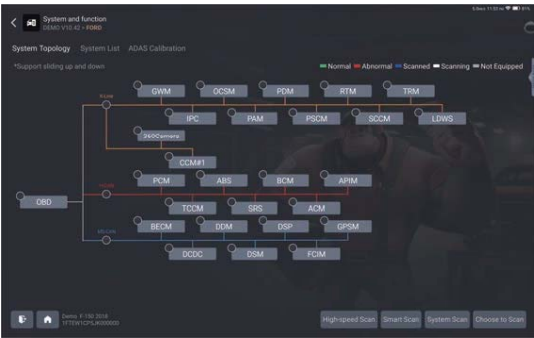 System and function
DEMO V10.42 > FORD
System Topology System List ADAS Calibration
*Support sliding up and down
Normal Abnormal Scanned Scanning Not Equipped
GWM OCSM PDM RTM TRM
IPC PAM PSCM SCCM LDWS
360Camera
CCM#1
PCM ABS BCM APIM
OBD
TCCM SRS ACM
BECM DDM DSP GPSM
DCDC DSM FCIM
Demo F-150 2018
High-speed Scan Smart Scan System Scan Choose to Scan